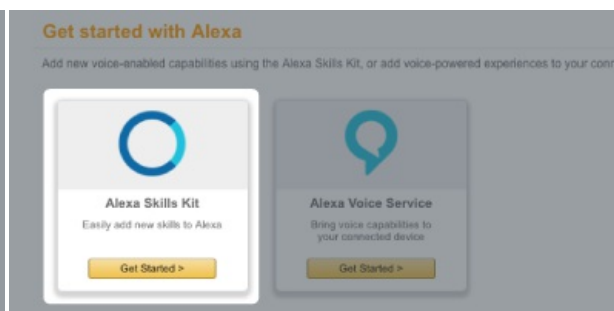 Get started with Alexa
Add new voice-enabled capabilities using the Alexa Skills Kit, or add voice-powered experiences to your conn
Alexa Skills Kit
Easily add new skills to Alexa
Get Started >
Alexa Voice Service
Bring voice capabilities to
your connected device
Get Started >